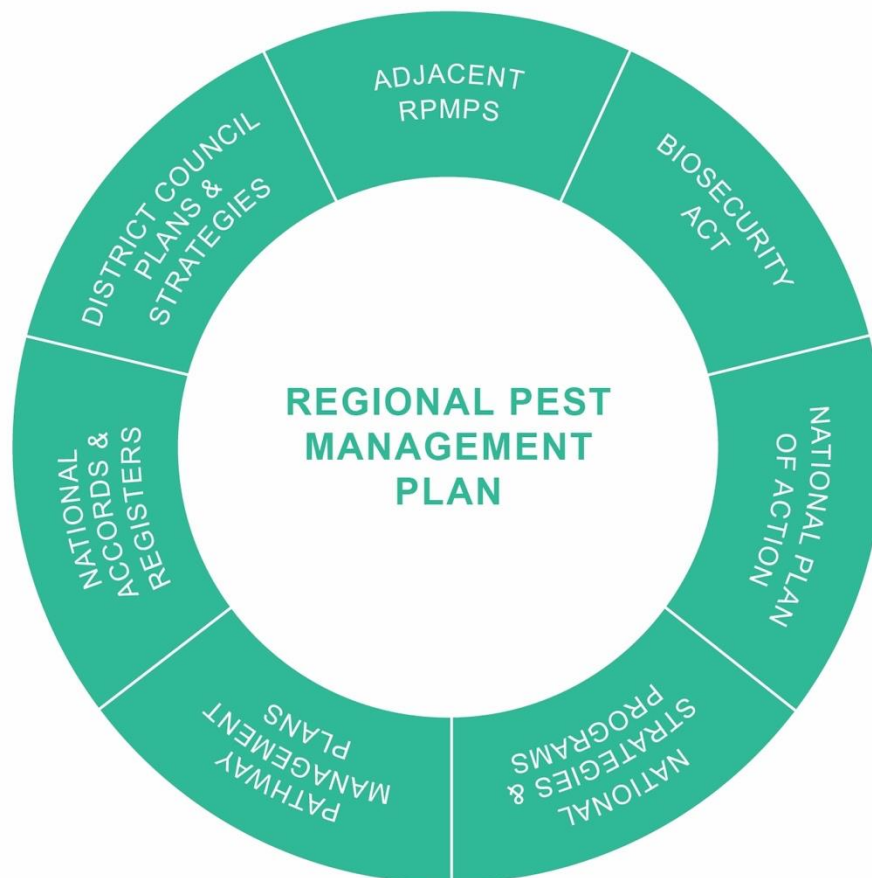 ADJACENT
RPMPS
BIOSECURITY
ACT
NATIONAL PLAN
OF ACTION
NATIONAL
STRATEGIES &
PROGRAMS
PATHWAY
MANAGEMENT
PLANS
NATIONAL
ACCORDS &
REGISTERS
DISTRICT COUNCIL
PLANS &
STRATEGIES
REGIONAL PEST
MANAGEMENT
PLAN